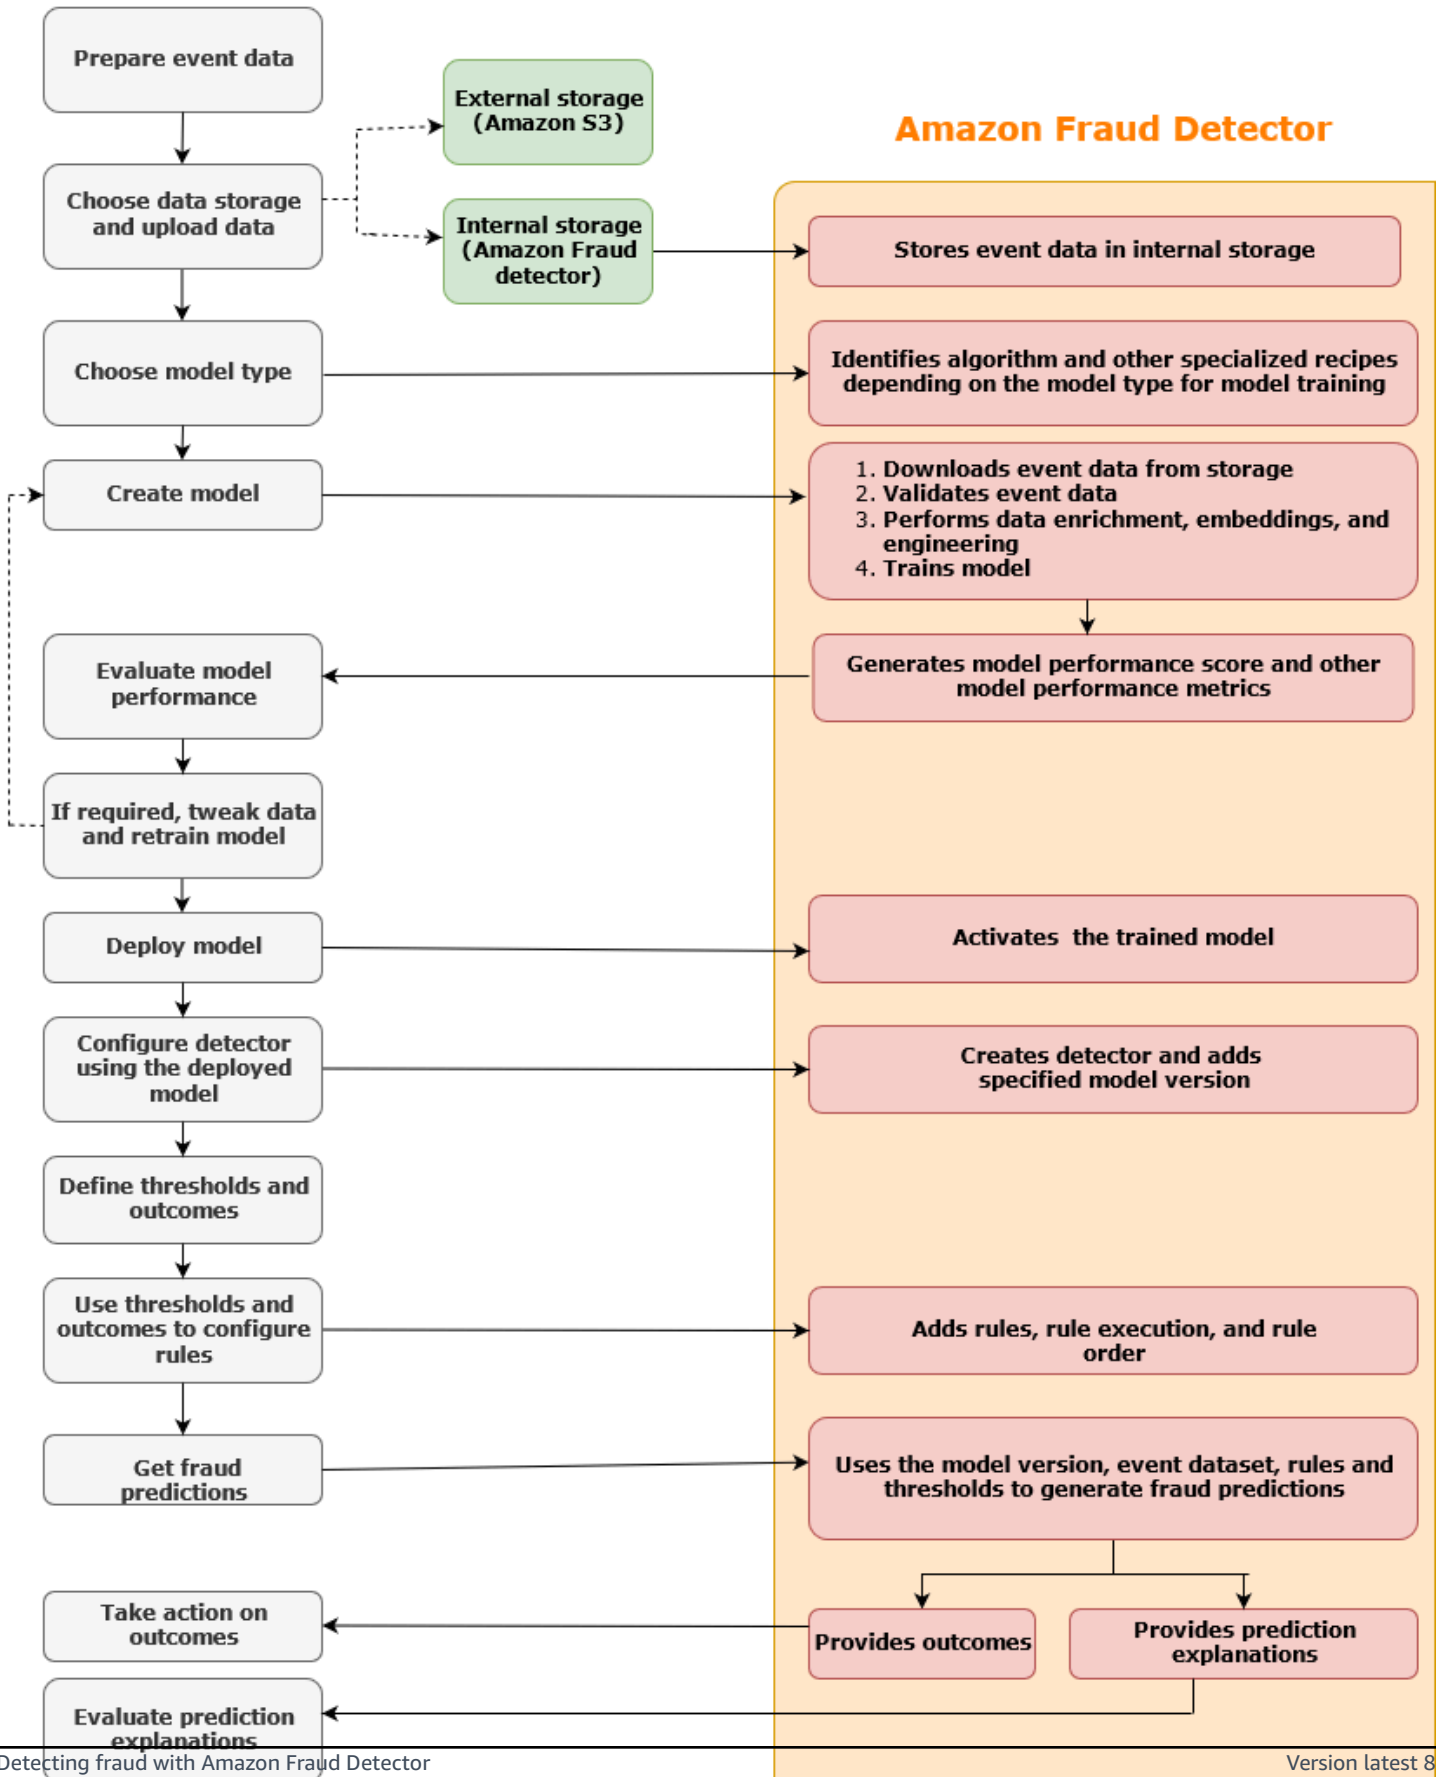 Prepare event data
External storage
(Amazon S3)
Amazon Fraud Detector
Choose data storage
and upload data
Internal storage
(Amazon Fraud
detector)
Stores event data in internal storage
Choose model type
Identifies algorithm and other specialized recipes
depending on the model type for model training
Create model
1. Downloads event data from storage
2. Validates event data
3. Performs data enrichment, embeddings, and
engineering
4. Trains model
Evaluate model
performance
Generates model performance score and other
model performance metrics
If required, tweak data
and retrain model
Deploy model
Activates  the trained model
Configure detector
using the deployed
model
Creates detector and adds
specified model version
Define thresholds and
outcomes
Use thresholds and
outcomes to configure
rules
Adds rules, rule execution, and rule
order
Get fraud
predictions
Uses the model version, event dataset, rules and
thresholds to generate fraud predictions
Take action on
outcomes
Provides outcomes
Provides prediction
explanations
Evaluate prediction
explanations
Detecting fraud with Amazon Fraud Detector
Version latest 8